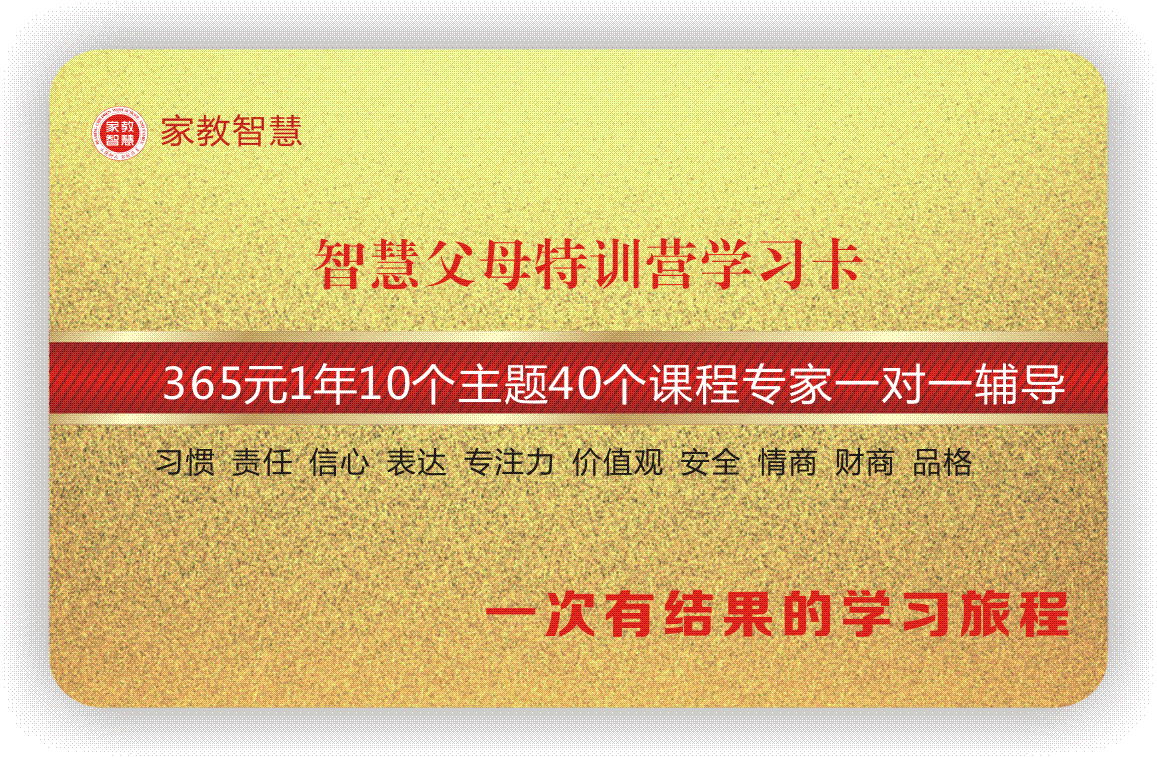 家教智慧
家教智慧
智慧父母特训营学习卡
365元1年10个主题40个课程专家一对一辅导
习惯 责任 信心 表达 专注力 价值观 安全 情商 财商 品格
一次有结果的学习旅程